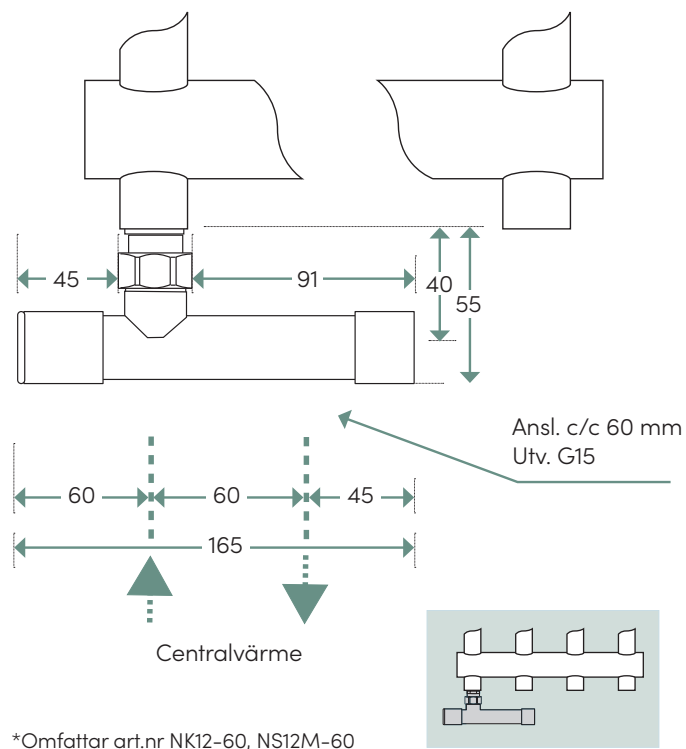 45
91
40
55
Ansl. c/c 60 mm
Utv. G15
60
60
45
165
Centralvärme
*Omfattar art.nr NK12-60, NS12M-60